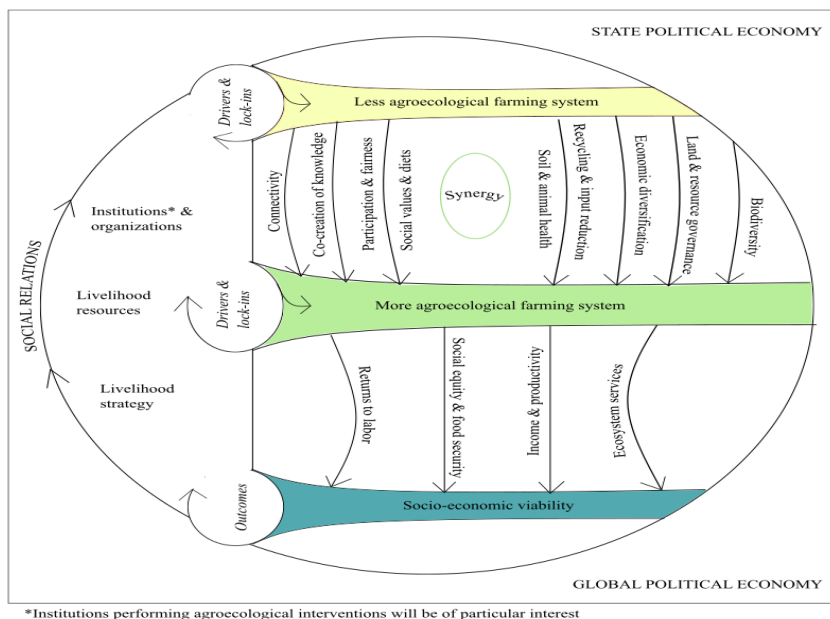 STATE POLITICAL ECONOMY
Drivers &
lock-ins
Less agroecological farming system
Connectivity
Co-creation of knowledge
Participation & fairness
Social values & diets
Synergy
Soil & animal health
Recycling & input reduction
Economic diversification
Land & resource governance
Biodiversity
SOCIAL RELATIONS
Institutions* &
organizations
Livelihood
resources
Livelihood
strategy
Drivers &
lock-ins
More agroecological farming system
Returns to labor
Social equity & food security
Income & productivity
Ecosystem services
Outcomes
Socio-economic viability
GLOBAL POLITICAL ECONOMY
*Institutions performing agroecological interventions will be of particular interest